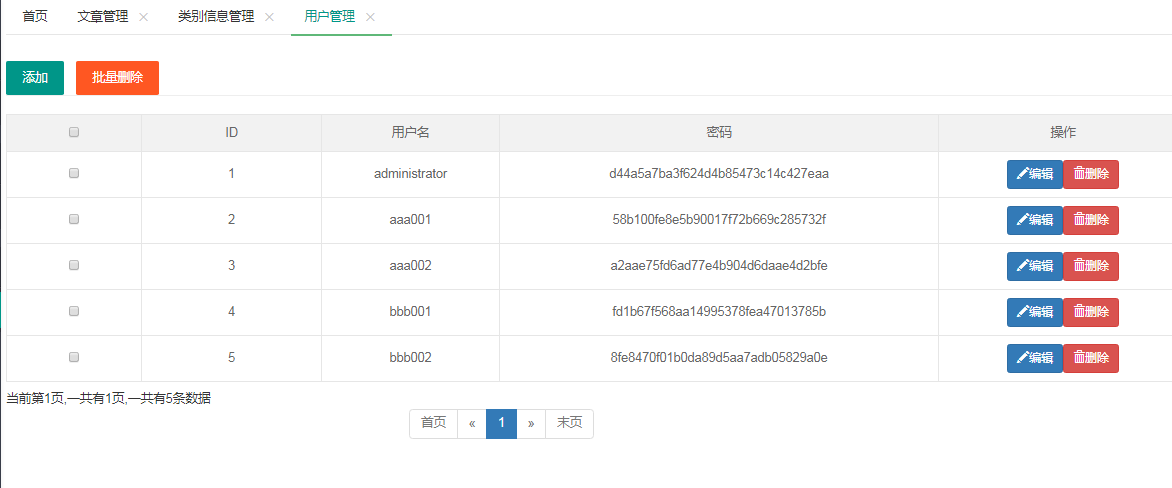 首页 文章管理 × 类别信息管理 × 用户管理 ×
添加 批量删除
ID 用户名 密码 操作
1 administrator d44a5a7ba3f624d4b85473c14c427eaa 编辑 删除
2 aaa001 58b100fe8e5b90017f72b669c285732f 编辑 删除
3 aaa002 a2aae75fd6ad77e4b904d6daae4d2bfe 编辑 删除
4 bbb001 fd1b67f568aa14995378fea47013785b 编辑 删除
5 bbb002 8fe8470f01b0da89d5aa7adb05829a0e 编辑 删除
当前第1页,一共有1页,一共有5条数据
首页 « 1 » 末页